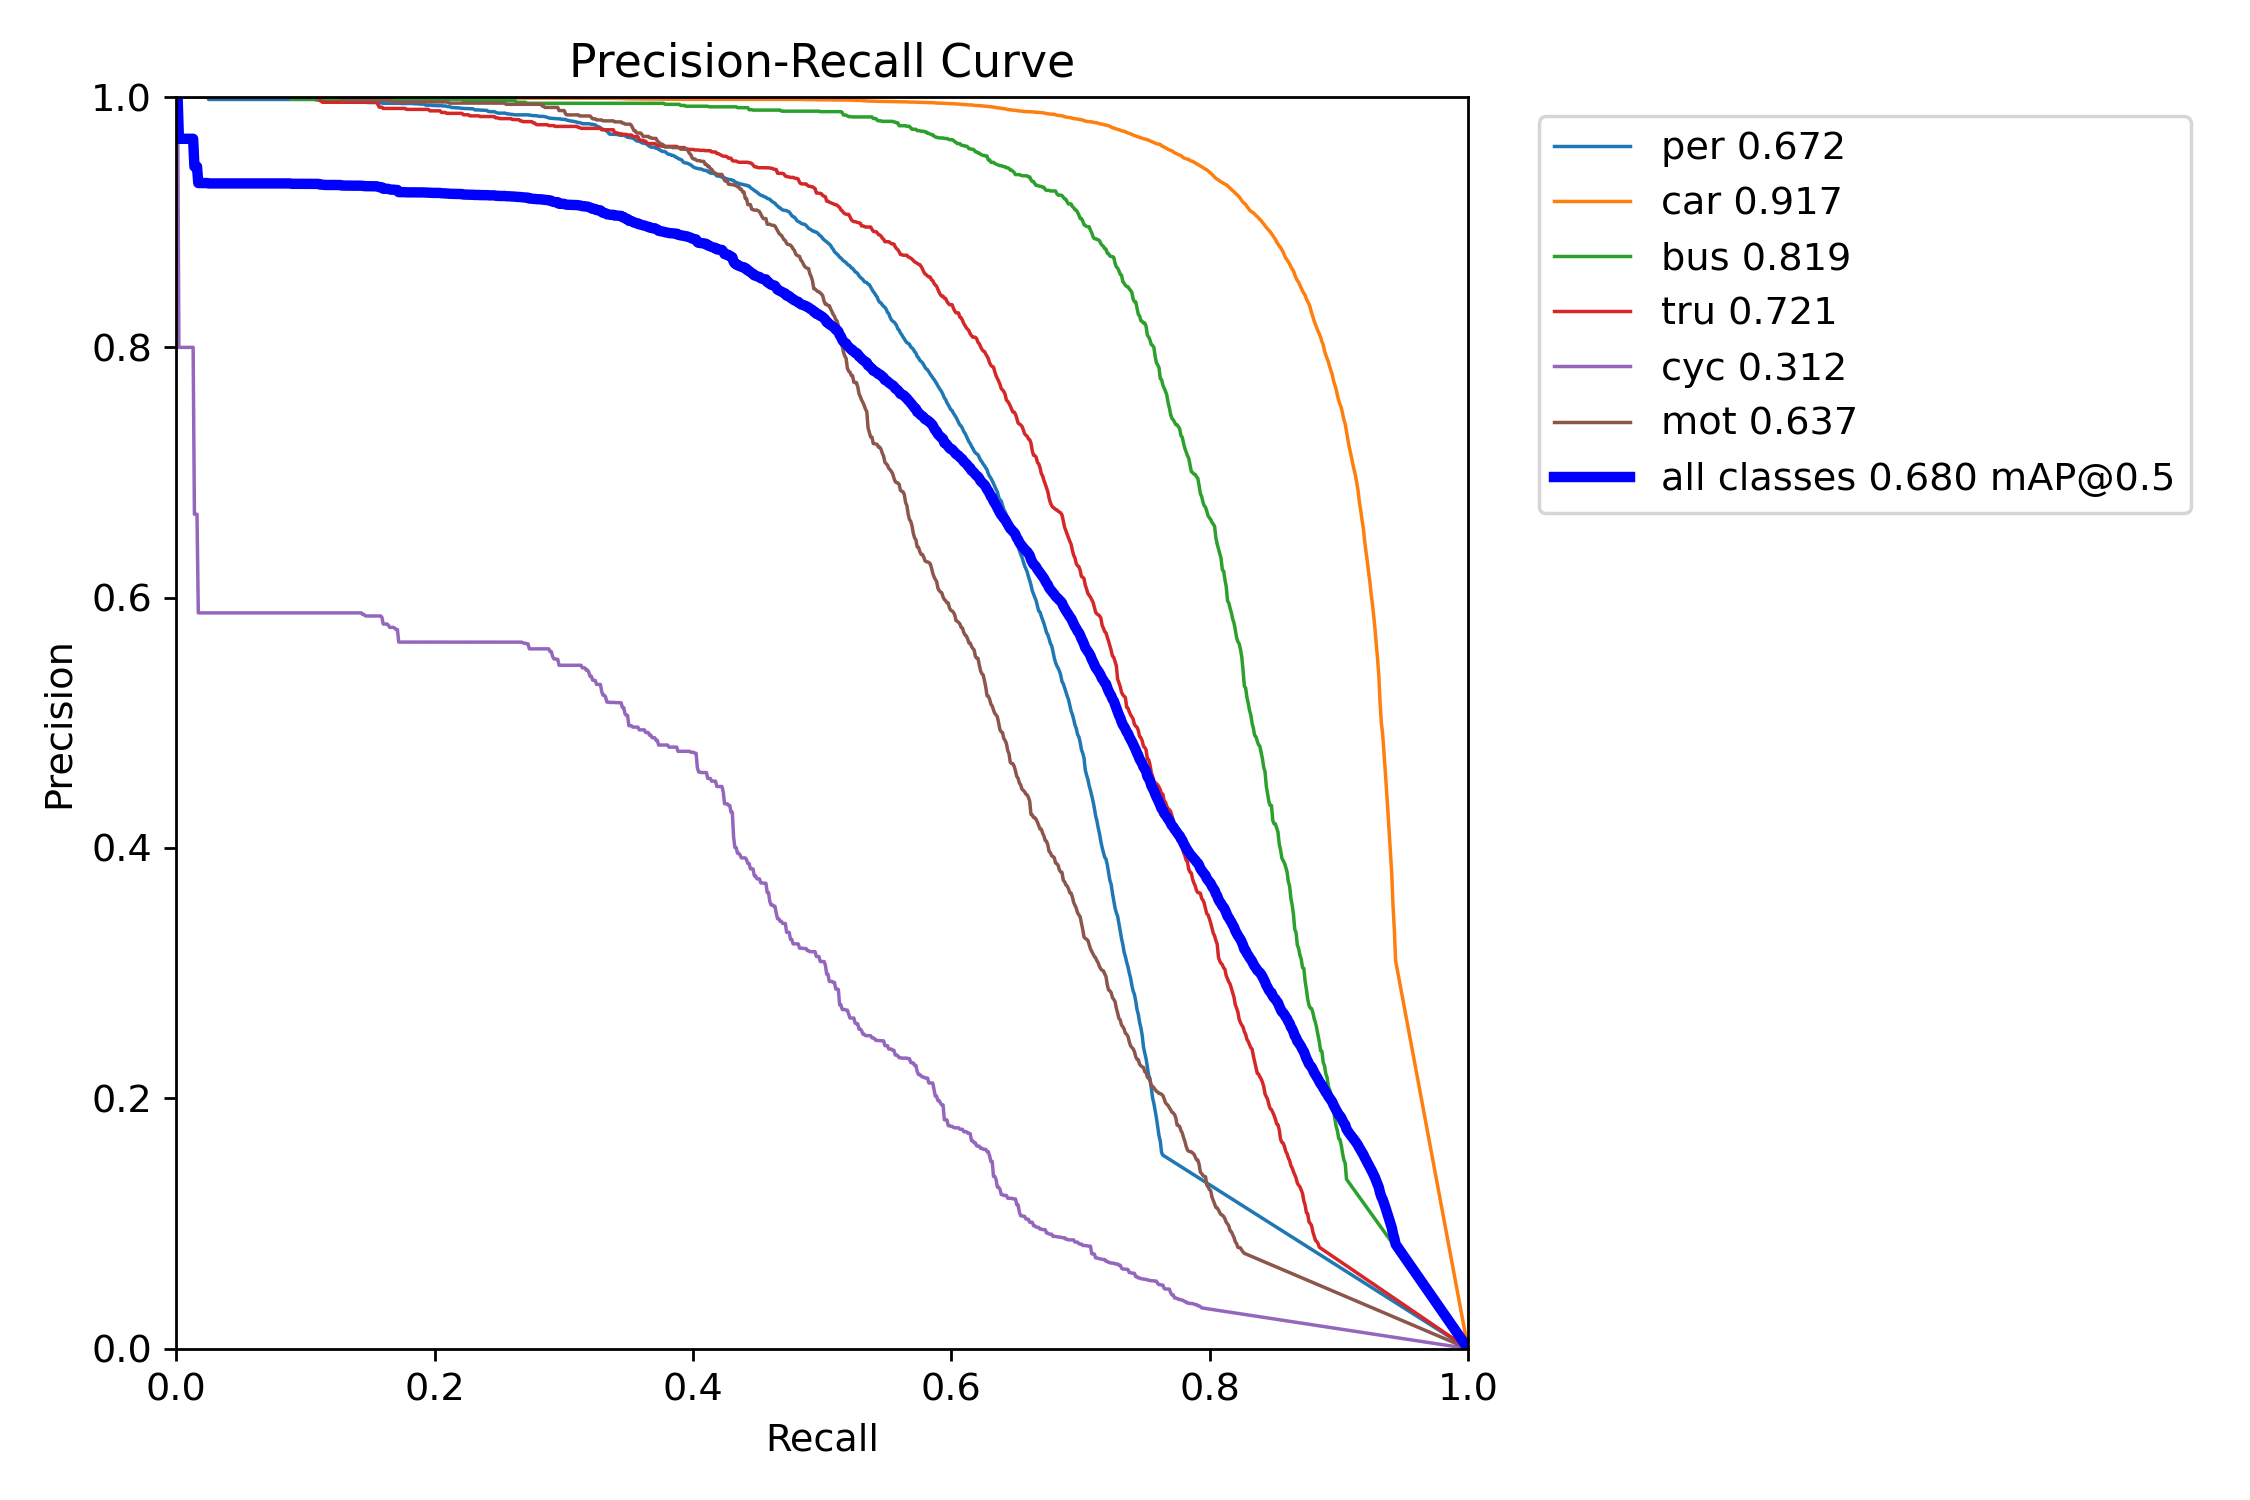 Precision-Recall Curve
1.0
0.8
0.6
0.4
0.2
0.0
Precision
0.0 0.2 0.4 0.6 0.8 1.0
Recall
per 0.672
car 0.917
bus 0.819
tru 0.721
cyc 0.312
mot 0.637
all classes 0.680 mAP@0.5